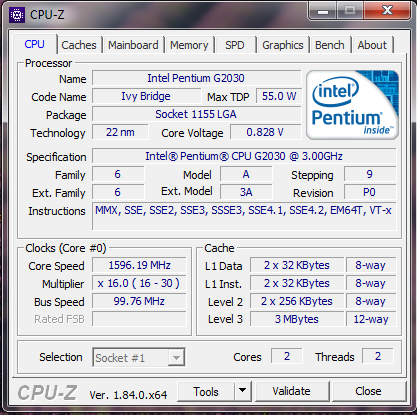 CPU-Z
CPU Caches Mainboard Memory SPD Graphics Bench About
Processor
Name Intel Pentium G2030
Code Name Ivy Bridge Max TDP 55.0 W
Package Socket 1155 LGA
Technology 22 nm Core Voltage 0.828 V
intel
Pentium
inside™
Specification Intel® Pentium® CPU G2030 @ 3.00GHz
Family 6 Model A Stepping 9
Ext. Family 6 Ext. Model 3A Revision P0
Instructions MMX, SSE, SSE2, SSE3, SSSE3, SSE4.1, SSE4.2, EM64T, VT-x
Clocks (Core #0)
Core Speed 1596.19 MHz
Multiplier x 16.0 ( 16 - 30 )
Bus Speed 99.76 MHz
Rated FSB
Cache
L1 Data 2 x 32 KBytes 8-way
L1 Inst. 2 x 32 KBytes 8-way
Level 2 2 x 256 KBytes 8-way
Level 3 3 MBytes 12-way
Selection Socket #1 Cores 2 Threads 2
CPU-Z Ver. 1.84.0.x64 Tools Validate Close